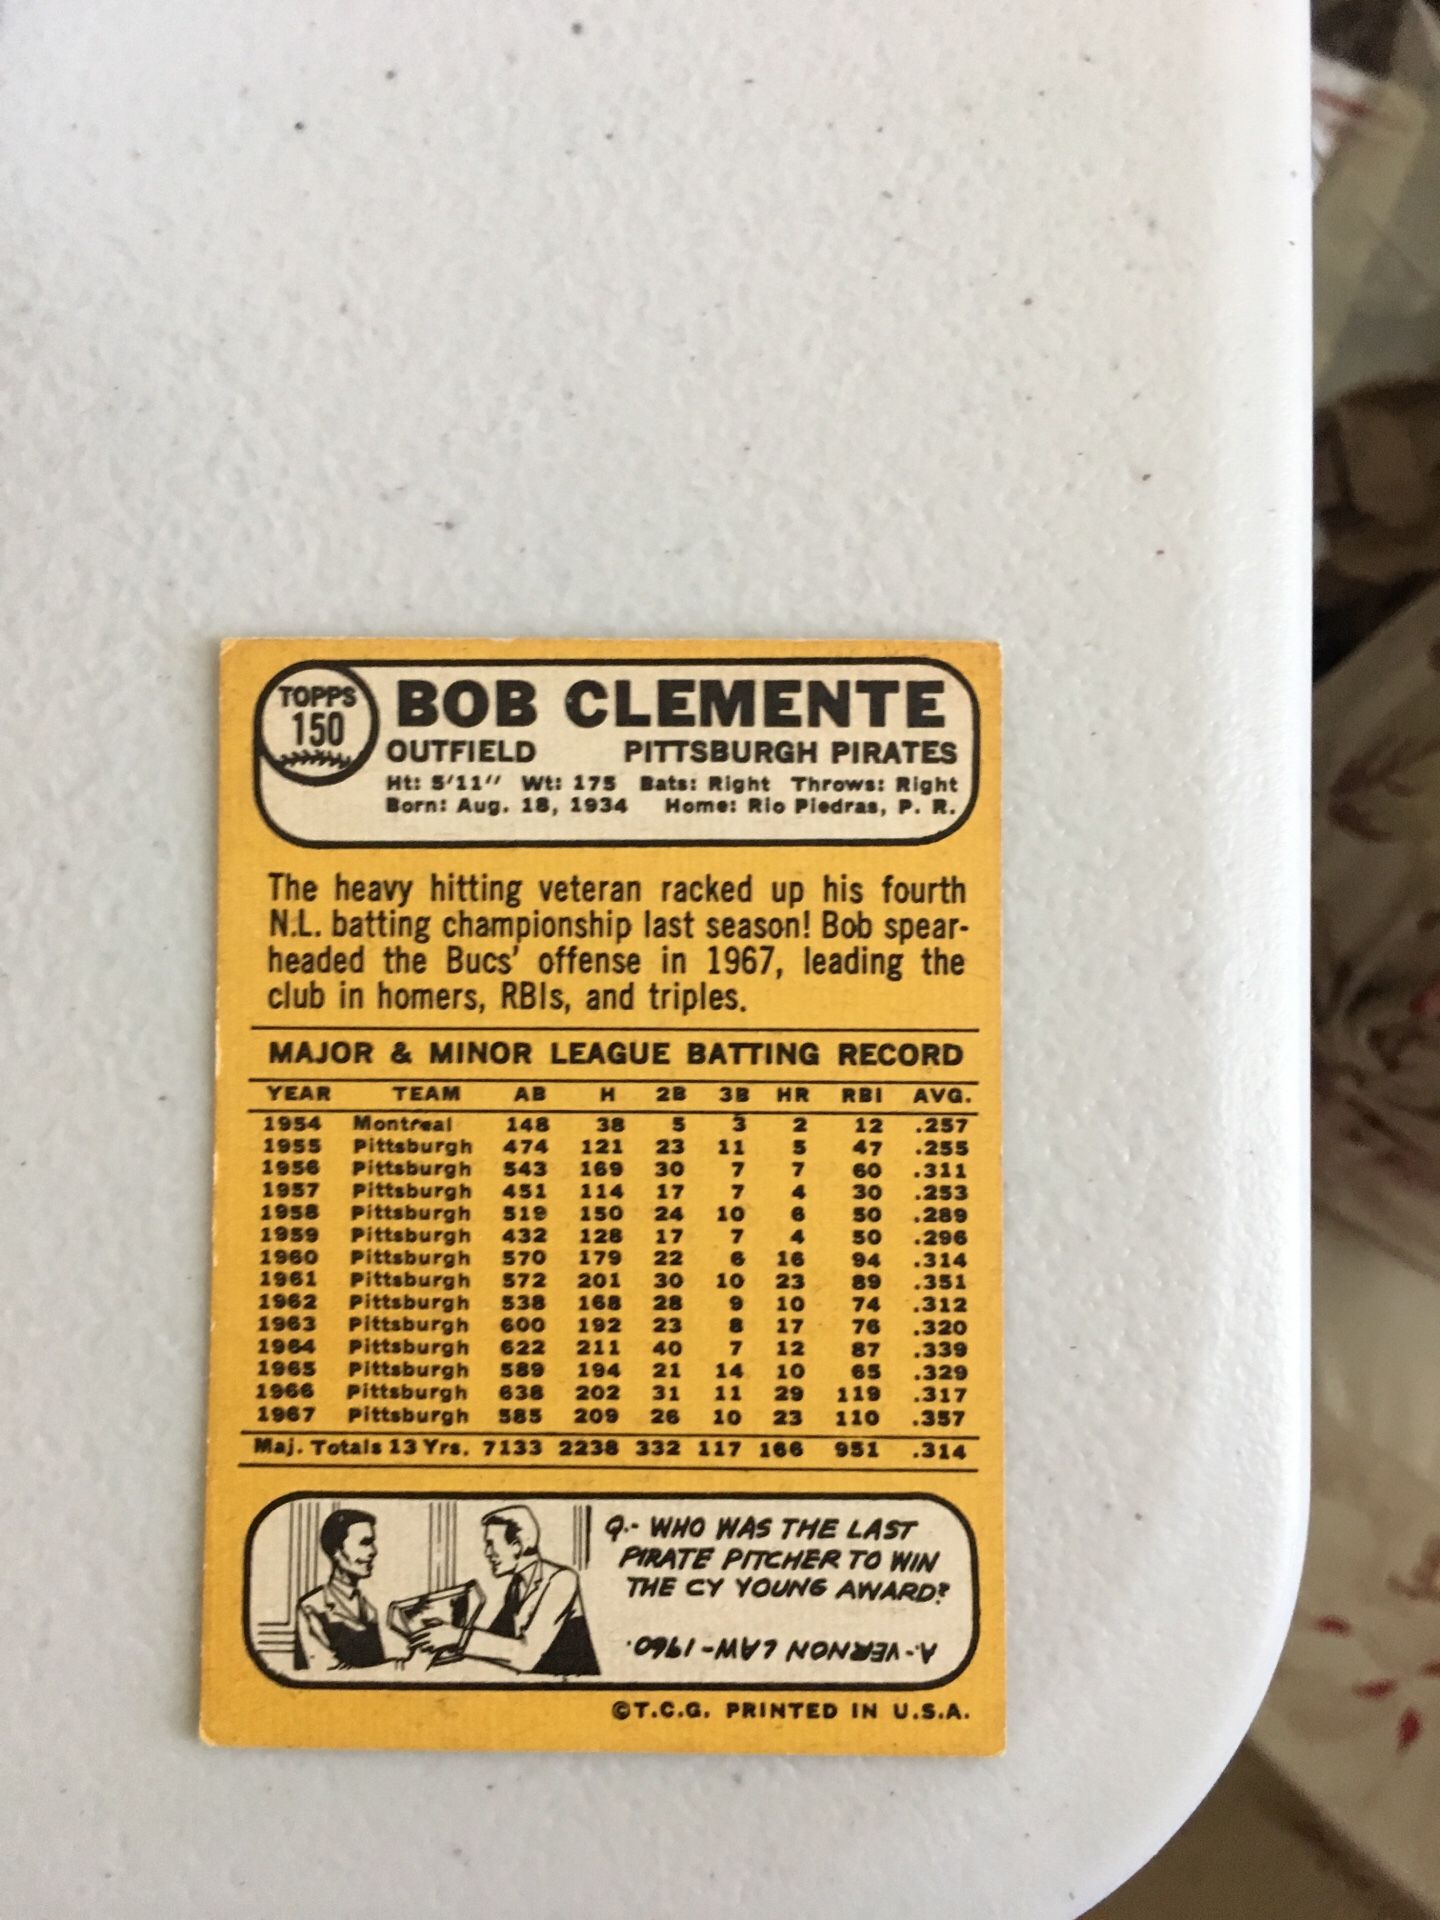 TOPPS
150
BOB CLEMENTE
OUTFIELD PITTSBURGH PIRATES
Ht: 5'11" Wt: 175 Bats: Right Throws: Right
Born: Aug. 18, 1934 Home: Rio Piedras, P. R.
The heavy hitting veteran racked up his fourth
N.L. batting championship last season! Bob spear-
headed the Bucs' offense in 1967, leading the
club in homers, RBIs, and triples.
MAJOR & MINOR LEAGUE BATTING RECORD
YEAR TEAM AB H 2B 3B HR RBI AVG.
1954 Montreal 148 38 5 3 2 12 .257
1955 Pittsburgh 474 121 23 11 5 47 .255
1956 Pittsburgh 543 169 30 7 7 60 .311
1957 Pittsburgh 451 114 17 7 4 30 .253
1958 Pittsburgh 519 150 24 10 6 50 .289
1959 Pittsburgh 432 128 17 7 4 50 .296
1960 Pittsburgh 570 179 22 6 16 94 .314
1961 Pittsburgh 572 201 30 10 23 89 .351
1962 Pittsburgh 538 168 28 9 10 74 .312
1963 Pittsburgh 600 192 23 8 17 76 .320
1964 Pittsburgh 622 211 40 7 12 87 .339
1965 Pittsburgh 589 194 21 14 10 65 .329
1966 Pittsburgh 638 202 31 11 29 119 .317
1967 Pittsburgh 585 209 26 10 23 110 .357
Maj. Totals 13 Yrs. 7133 2238 332 117 166 951 .314
Q.- WHO WAS THE LAST
PIRATE PITCHER TO WIN
THE CY YOUNG AWARD?
A.- VERNON LAW - 1960.
©T.C.G. PRINTED IN U.S.A.